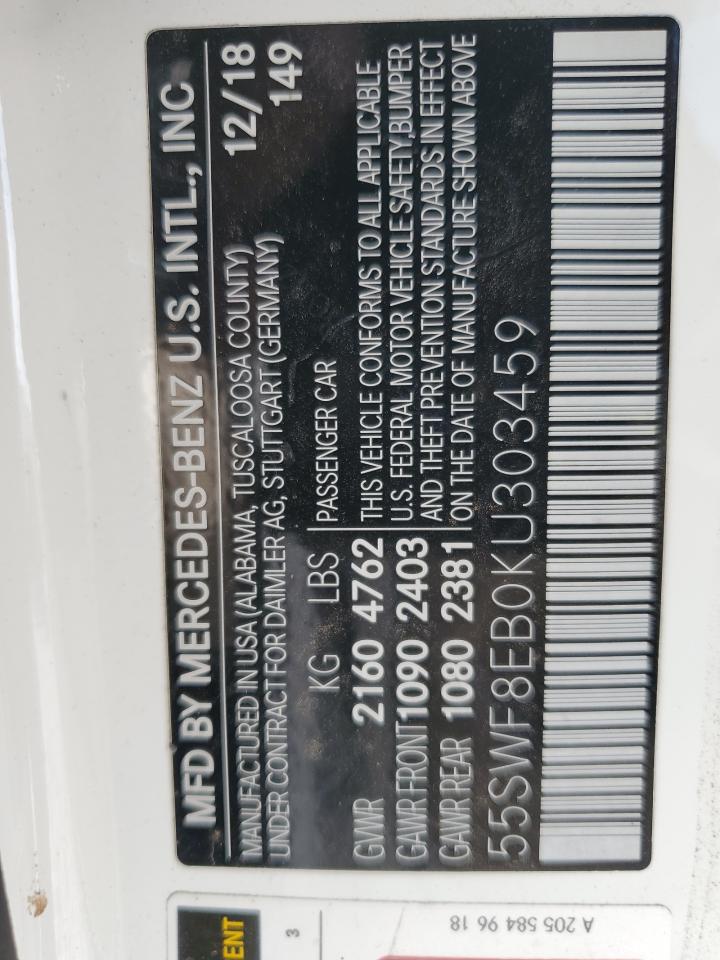 MFD BY MERCEDES-BENZ U.S. INTL., INC
MANUFACTURED IN USA (ALABAMA, TUSCALOOSA COUNTY) 12/18
UNDER CONTRACT FOR DAIMLER AG, STUTTGART (GERMANY) 149
KG LBS PASSENGER CAR
GVWR 2160 4762 THIS VEHICLE CONFORMS TO ALL APPLICABLE
GAWR FRONT 1090 2403 U.S. FEDERAL MOTOR VEHICLE SAFETY,BUMPER
GAWR REAR 1080 2381 AND THEFT PREVENTION STANDARDS IN EFFECT
ON THE DATE OF MANUFACTURE SHOWN ABOVE
55SWF8EB0KU303459
ENT
3
A 205 584 96 18